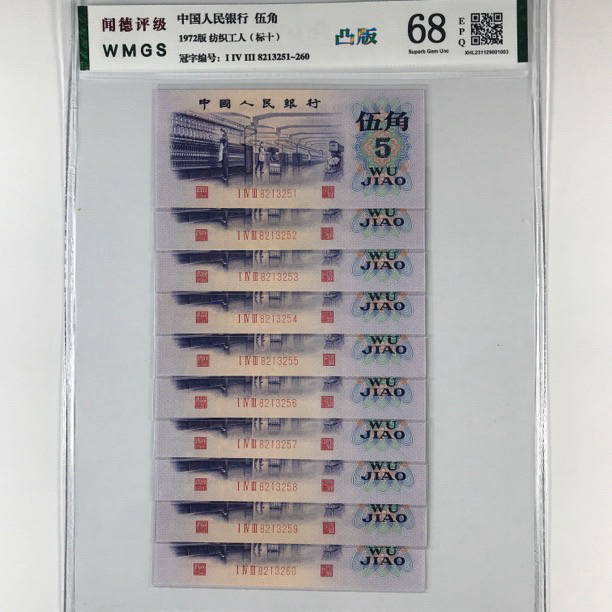 闻德评级
WMGS
中国人民银行 伍角
1972版 纺织工人（标十）
冠字编号：I IV III 8213251~260
凸版
68
Superb Gem Unc
EPQ
XHL231129001003
中國人民銀行
伍角
5
WU
JIAO
I IV III 8213251
WU
JIAO
I IV III 8213252
WU
JIAO
I IV III 8213253
WU
JIAO
I IV III 8213254
WU
JIAO
I IV III 8213255
WU
JIAO
I IV III 8213256
WU
JIAO
I IV III 8213257
WU
JIAO
I IV III 8213258
WU
JIAO
I IV III 8213259
WU
JIAO
I IV III 8213260